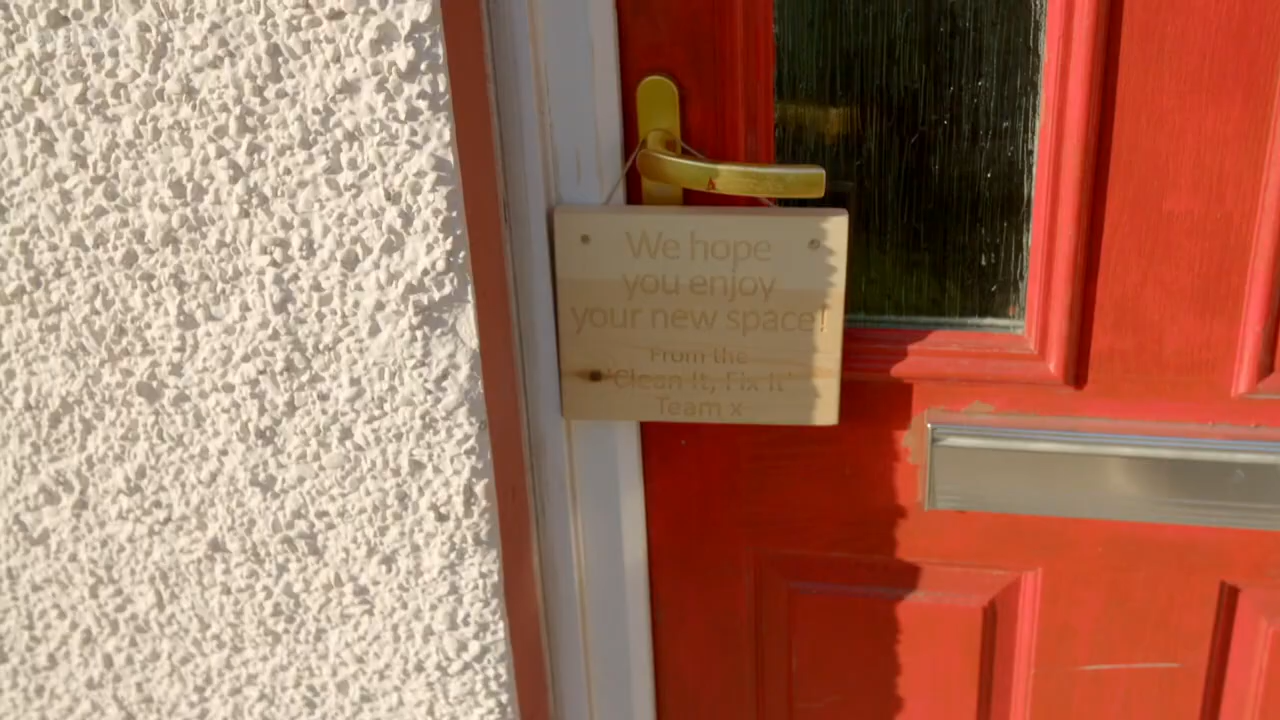 We hope
you enjoy
your new space!
From the
'Clean It, Fix It'
Team x